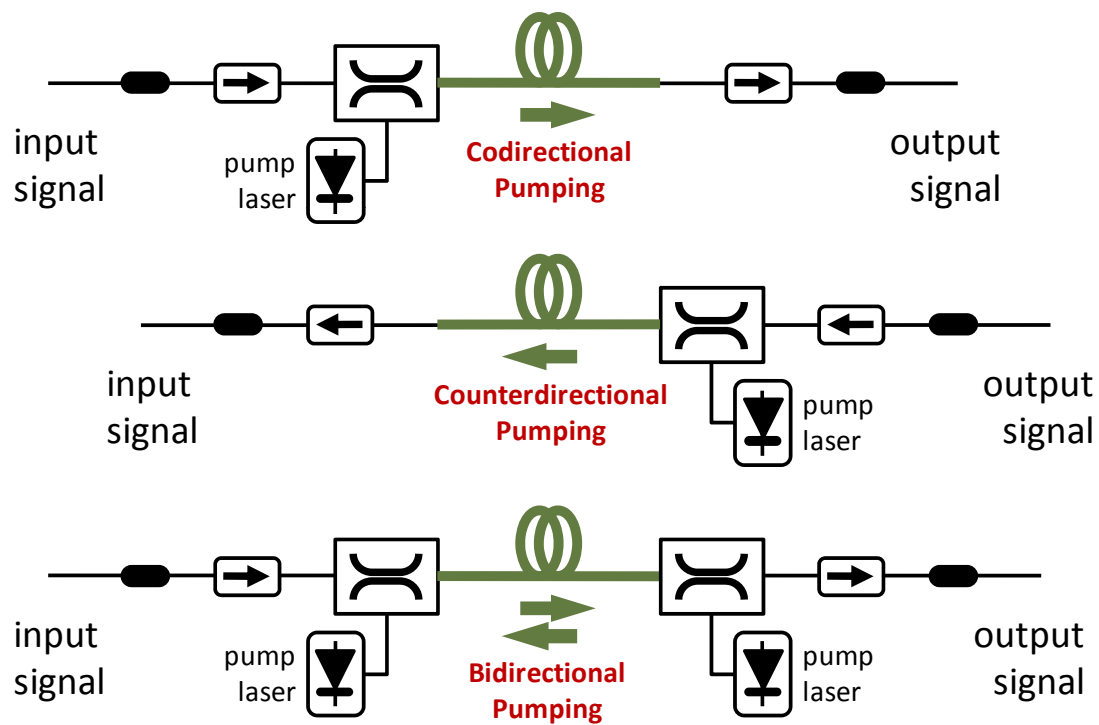 input
signal
pump
laser
Codirectional
Pumping
output
signal
input
signal
Counterdirectional
Pumping
pump
laser
output
signal
input
signal
pump
laser
Bidirectional
Pumping
pump
laser
output
signal